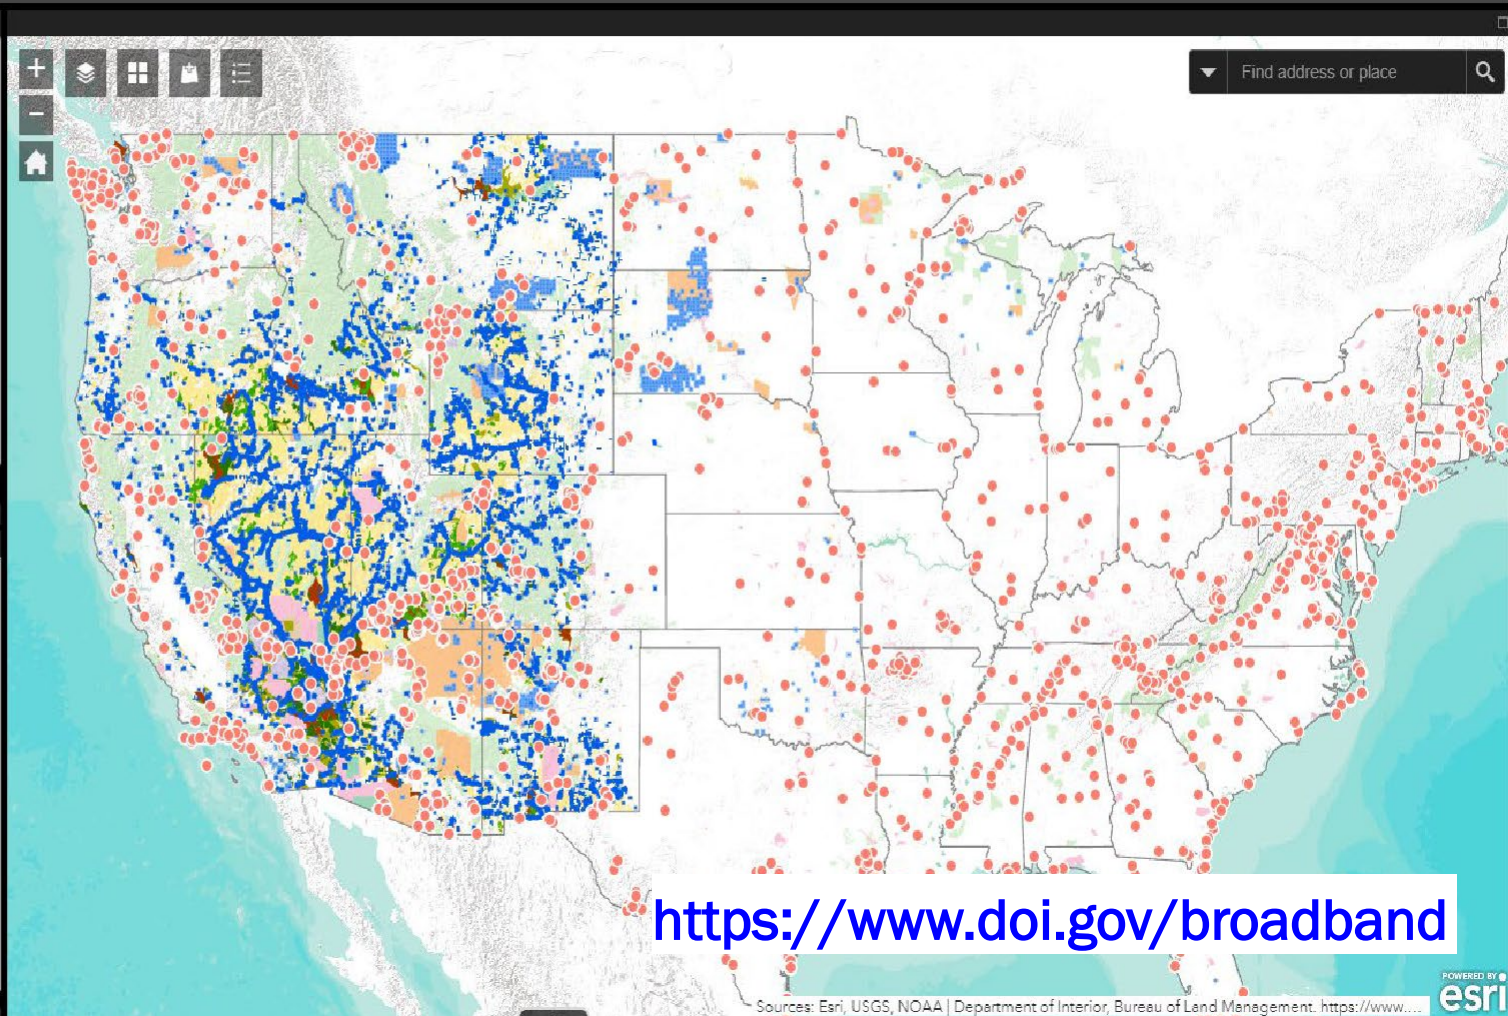 Find address or place
https://www.doi.gov/broadband
POWERED BY
esri
Sources: Esri, USGS, NOAA | Department of Interior, Bureau of Land Management. https://www....